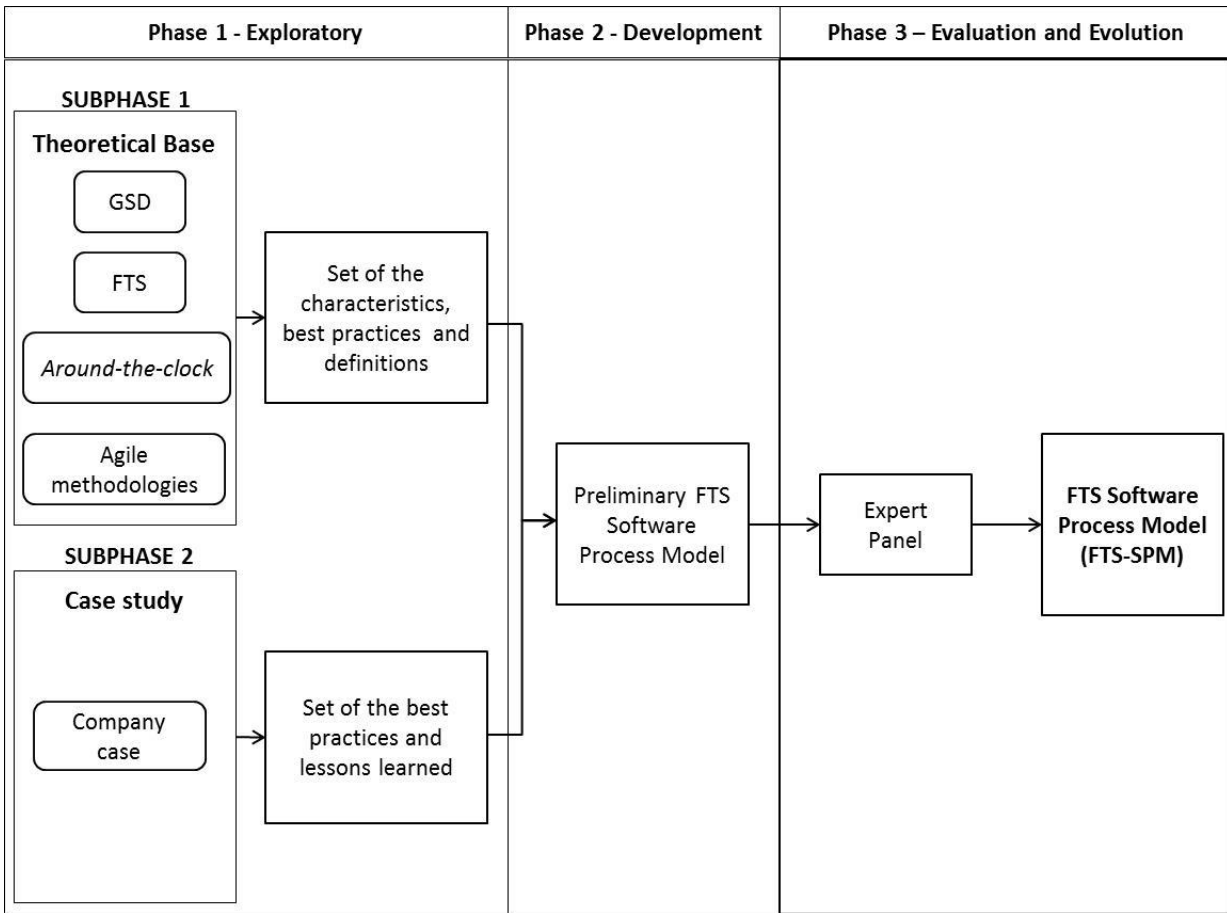 Phase 1 - Exploratory
Phase 2 - Development
Phase 3 – Evaluation and Evolution
SUBPHASE 1
Theoretical Base
GSD
FTS
Around-the-clock
Agile
methodologies
Set of the
characteristics,
best practices and
definitions
SUBPHASE 2
Case study
Company
case
Set of the best
practices and
lessons learned
Preliminary FTS
Software
Process Model
Expert
Panel
FTS Software
Process Model
(FTS-SPM)